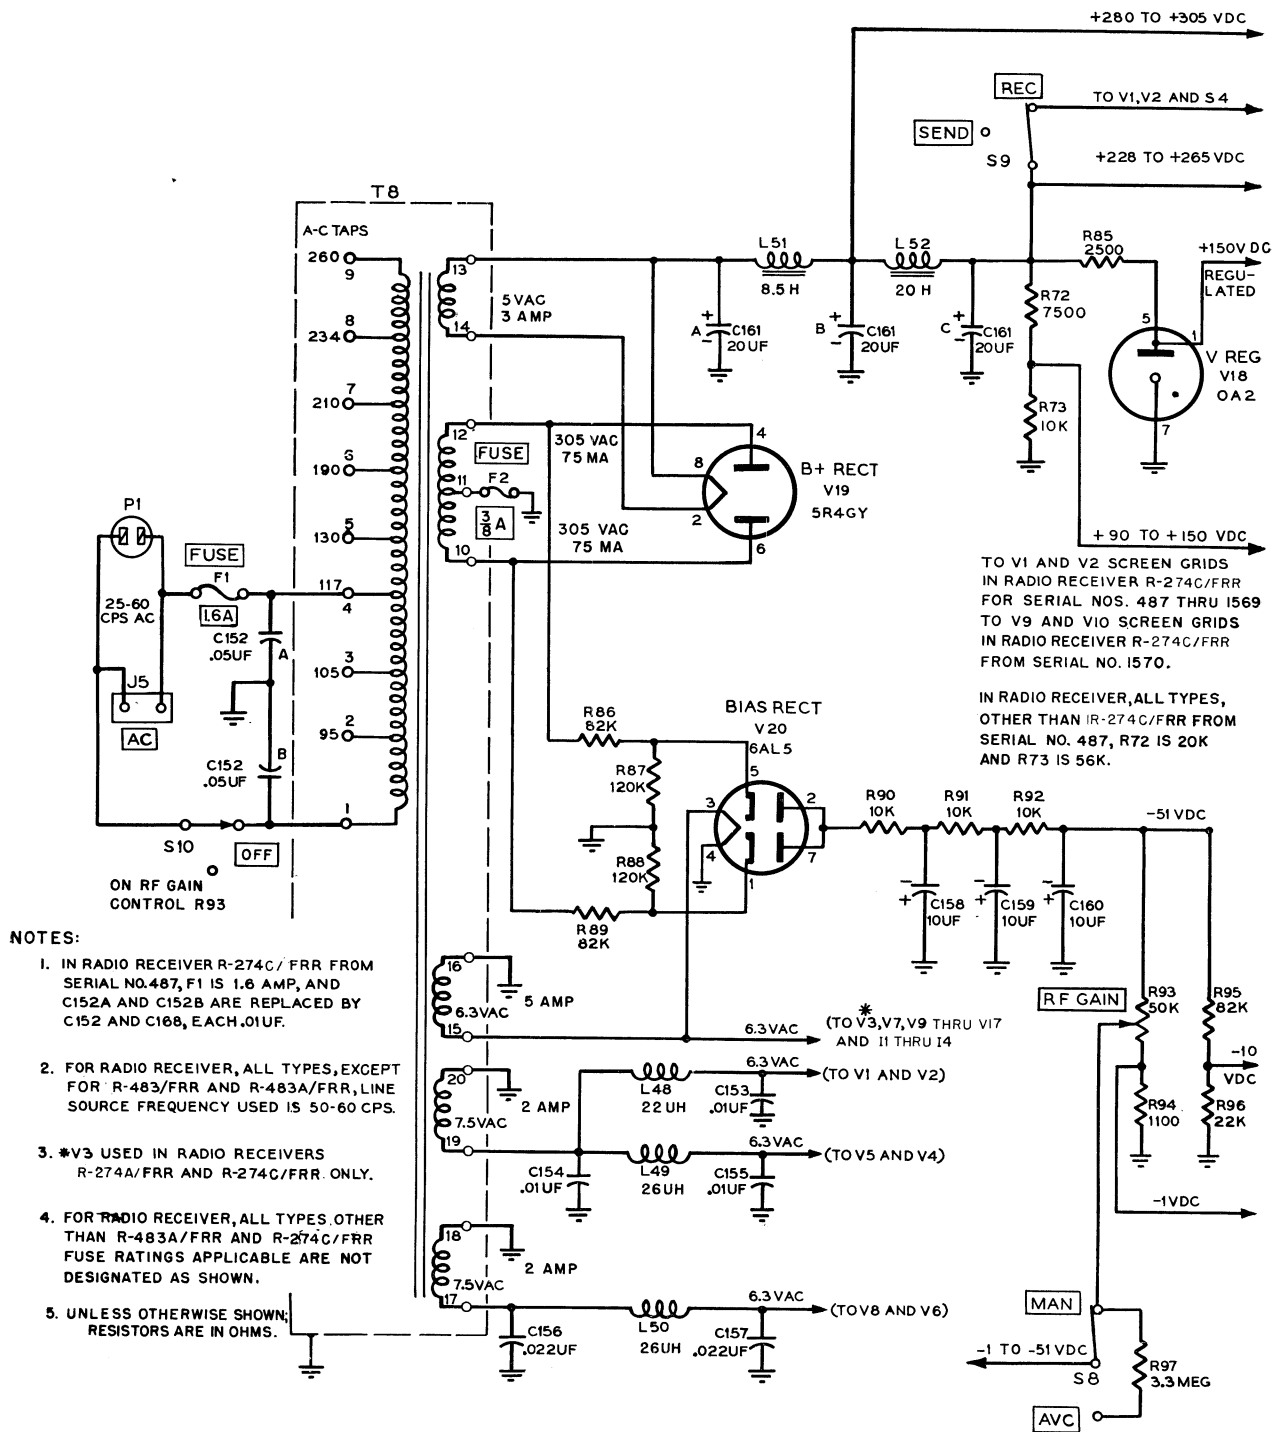 +280 TO +305 VDC
REC
TO V1,V2 AND S4
SEND
S9
+228 TO +265 VDC
T8
A-C TAPS
260
9
8
234
7
210
6
190
5
130
117
4
3
105
2
95
1
13
5 VAC
3 AMP
14
L51
8.5 H
L52
20 H
R85
2500
+150V DC
REGU-
LATED
+
A
-
C161
20UF
+
B
-
C161
20UF
+
C
-
C161
20UF
R72
7500
5
1
V REG
V18
OA2
7
R73
10K
12
305 VAC
75 MA
FUSE
11
F2
3/8 A
305 VAC
75 MA
10
4
8
B+ RECT
V19
5R4GY
2
6
+90 TO +150 VDC
TO V1 AND V2 SCREEN GRIDS
IN RADIO RECEIVER R-274C/FRR
FOR SERIAL NOS. 487 THRU 1569
TO V9 AND V10 SCREEN GRIDS
IN RADIO RECEIVER R-274C/FRR
FROM SERIAL NO. 1570.
IN RADIO RECEIVER, ALL TYPES,
OTHER THAN IR-274C/FRR FROM
SERIAL NO. 487, R72 IS 20K
AND R73 IS 56K.
P1
FUSE
F1
1.6A
25-60
CPS AC
C152
.05UF
A
J5
AC
B
C152
.05UF
S10
OFF
ON RF GAIN
CONTROL R93
BIAS RECT
V20
6AL5
R86
82K
R87
120K
R88
120K
R89
82K
5
3
2
4
7
1
R90
10K
R91
10K
R92
10K
-51 VDC
-
+
C158
10UF
-
+
C159
10UF
-
+
C160
10UF
RF GAIN
R93
50K
R95
82K
-10
VDC
R94
1100
R96
22K
-1VDC
NOTES:
1. IN RADIO RECEIVER R-274C/FRR FROM
SERIAL NO.487, F1 IS 1.6 AMP, AND
C152A AND C152B ARE REPLACED BY
C152 AND C168, EACH .01UF.
2. FOR RADIO RECEIVER, ALL TYPES, EXCEPT
FOR R-483/FRR AND R-483A/FRR, LINE
SOURCE FREQUENCY USED IS 50-60 CPS.
3. *V3 USED IN RADIO RECEIVERS
R-274A/FRR AND R-274C/FRR ONLY.
4. FOR RADIO RECEIVER, ALL TYPES OTHER
THAN R-483A/FRR AND R-274C/FRR
FUSE RATINGS APPLICABLE ARE NOT
DESIGNATED AS SHOWN.
5. UNLESS OTHERWISE SHOWN;
RESISTORS ARE IN OHMS.
16
5 AMP
6.3VAC
15
6.3VAC
*
(TO V3,V7,V9 THRU V17
AND I1 THRU I4
20
2 AMP
7.5VAC
19
L48
22 UH
6.3 VAC
C153
.01UF
(TO V1 AND V2)
C154
.01UF
L49
26UH
6.3VAC
C155
.01UF
(TO V5 AND V4)
18
2 AMP
7.5VAC
17
C156
.022UF
L50
26UH
6.3VAC
C157
.022UF
(TO V8 AND V6)
MAN
-1 TO -51 VDC
S8
R97
3.3 MEG
AVC